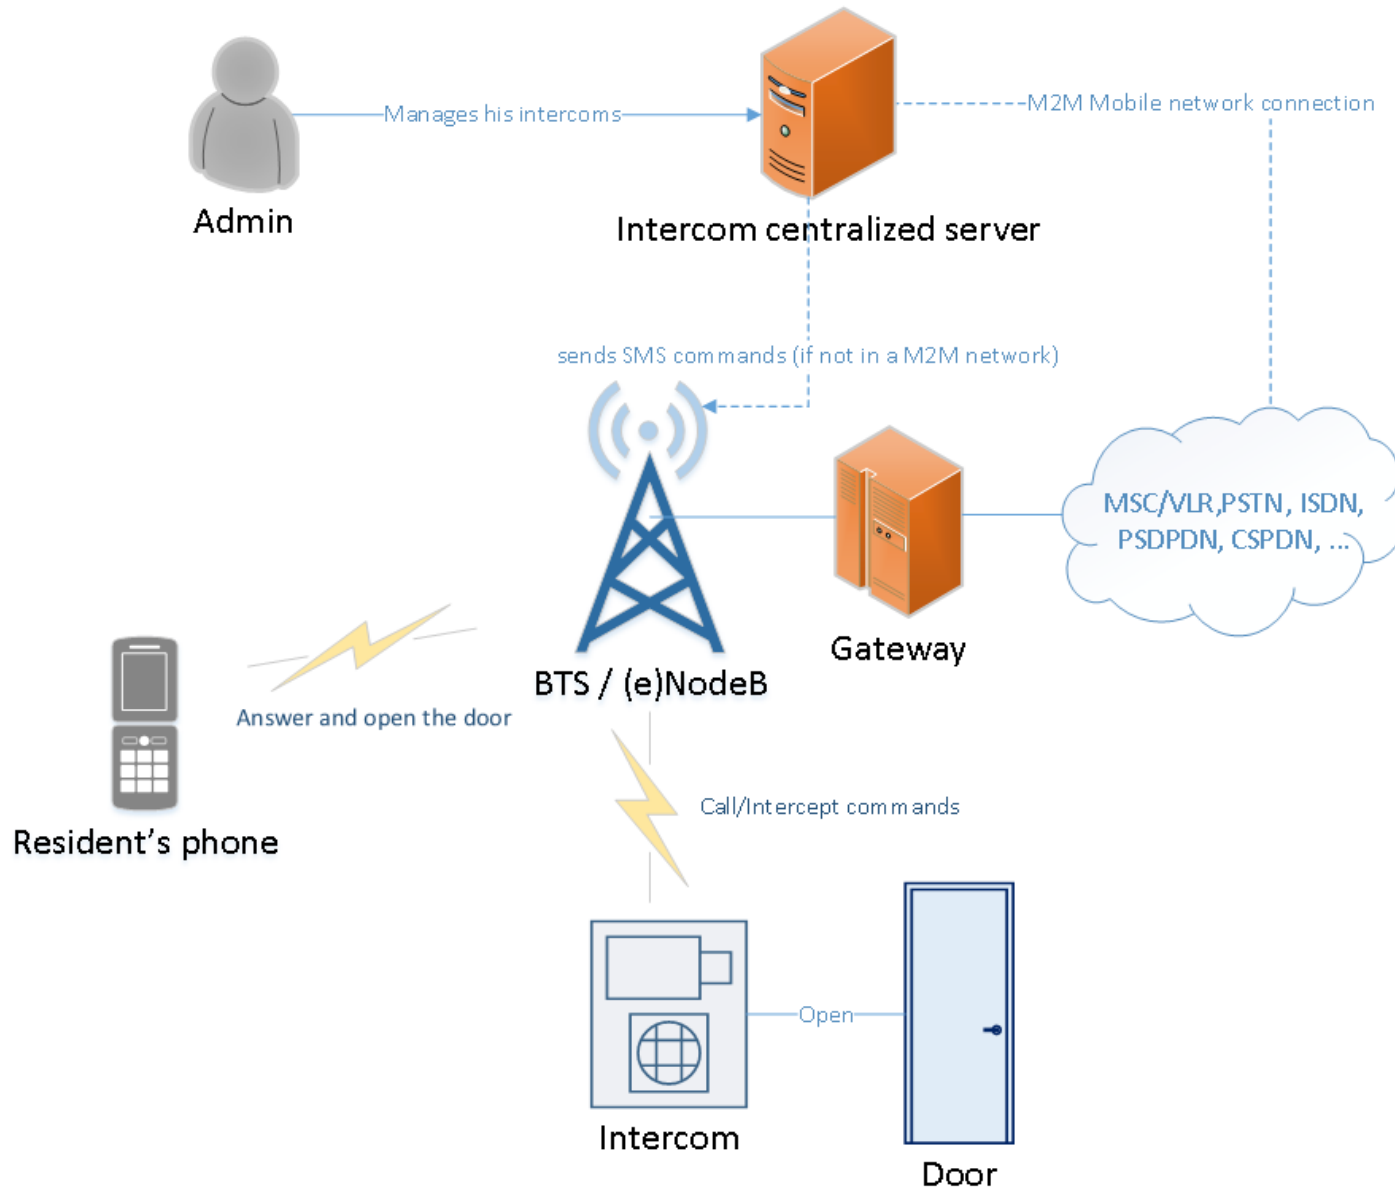 Manages his intercoms
M2M Mobile network connection
Admin
Intercom centralized server
sends SMS commands (if not in a M2M network)
MSC/VLR,PSTN, ISDN,
PSDPDN, CSPDN, ...
Gateway
BTS / (e)NodeB
Answer and open the door
Call/Intercept commands
Resident's phone
Open
Intercom
Door